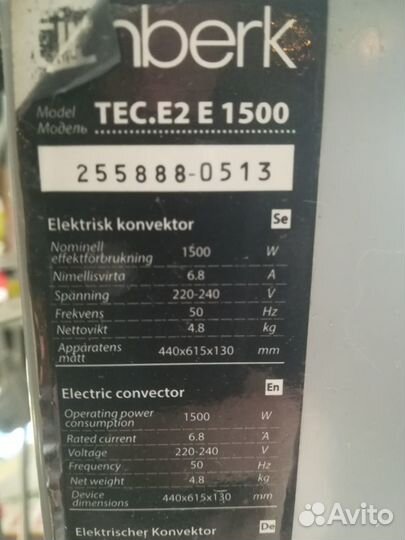 mberk
Model TEC.E2 E 1500
Модель
255888-0513
Elektrisk konvektor Se
Nominell
effektförbrukning 1500 W
Nimellisvirta 6.8 A
Spänning 220-240 V
Frekvens 50 Hz
Nettovikt 4.8 kg
Apparatens
mått 440x615x130 mm
Electric convector En
Operating power
consumption 1500 W
Rated current 6.8 A
Voltage 220-240 V
Frequency 50 Hz
Net weight 4.8 kg
Device
dimensions 440x615x130 mm
Elektrischer Konvektor De
Avito